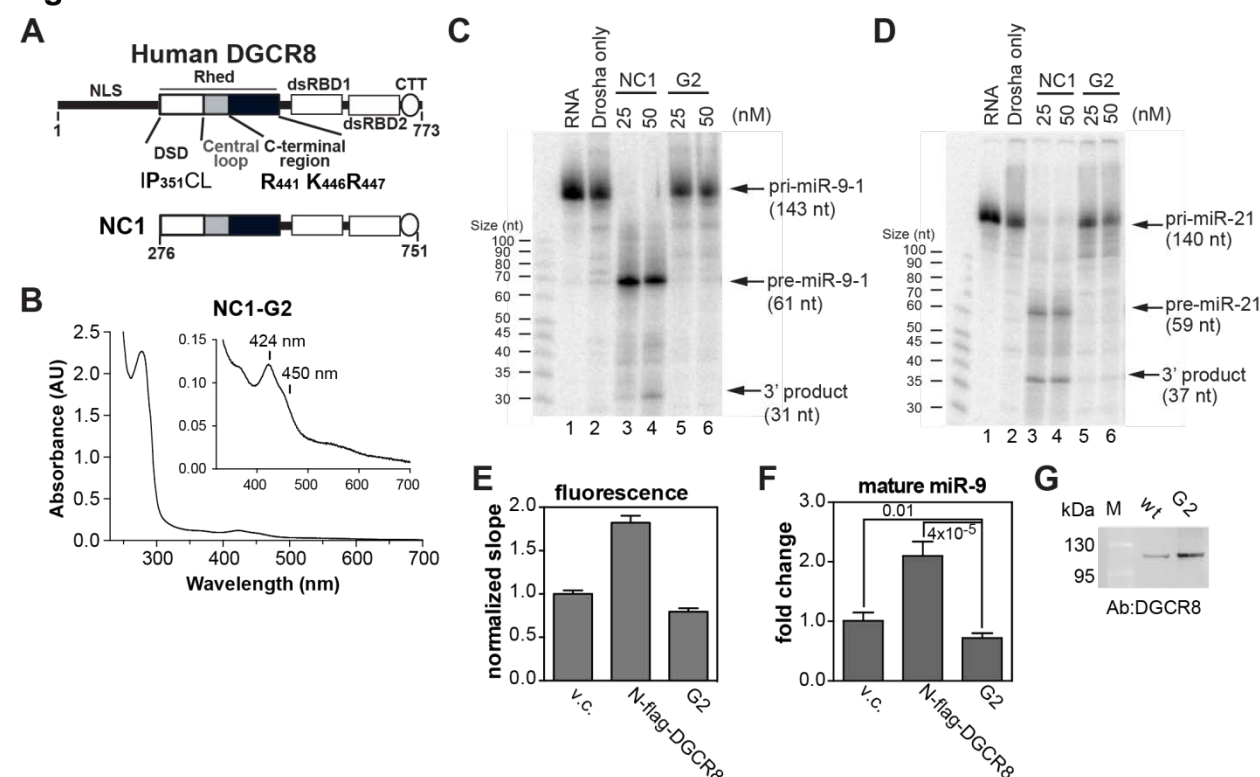 A
Human DGCR8
Rhed
NLS
dsRBD1
CTT
dsRBD2
1
773
DSD
Central loop
C-terminal region
IP351CL
R441 K446R447
NC1
276
751
B
NC1-G2
Absorbance (AU)
2.5
2.0
1.5
1.0
0.5
0.0
0.15
0.10
0.05
0.00
424 nm
450 nm
400 500 600 700
300 400 500 600 700
Wavelength (nm)
C
RNA
Drosha only
NC1 G2
25 50 25 50 (nM)
Size (nt)
100
90
80
70
60
50
45
40
35
30
pri-miR-9-1
(143 nt)
pre-miR-9-1
(61 nt)
3' product
(31 nt)
1 2 3 4 5 6
D
RNA
Drosha only
NC1 G2
25 50 25 50 (nM)
Size (nt)
100
90
80
70
60
50
45
40
35
30
pri-miR-21
(140 nt)
pre-miR-21
(59 nt)
3' product
(37 nt)
1 2 3 4 5 6
E
fluorescence
normalized slope
2.0
1.5
1.0
0.5
0.0
v.c.
N-flag-DGCR8
G2
F
mature miR-9
fold change
3.0
2.0
1.0
0.0
0.01
4x10-5
v.c.
N-flag-DGCR8
G2
G
kDa M wt G2
130
95
Ab:DGCR8